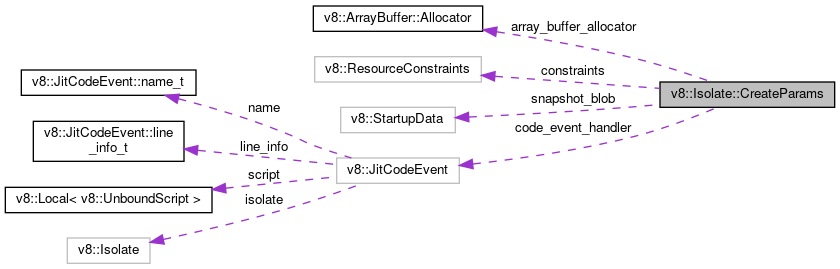 v8::ArrayBuffer::Allocator
array_buffer_allocator
v8::ResourceConstraints
constraints
v8::JitCodeEvent::name_t
v8::Isolate::CreateParams
snapshot_blob
name
v8::StartupData
code_event_handler
v8::JitCodeEvent::line
_info_t
line_info
v8::JitCodeEvent
script
v8::Local< v8::UnboundScript >
isolate
v8::Isolate